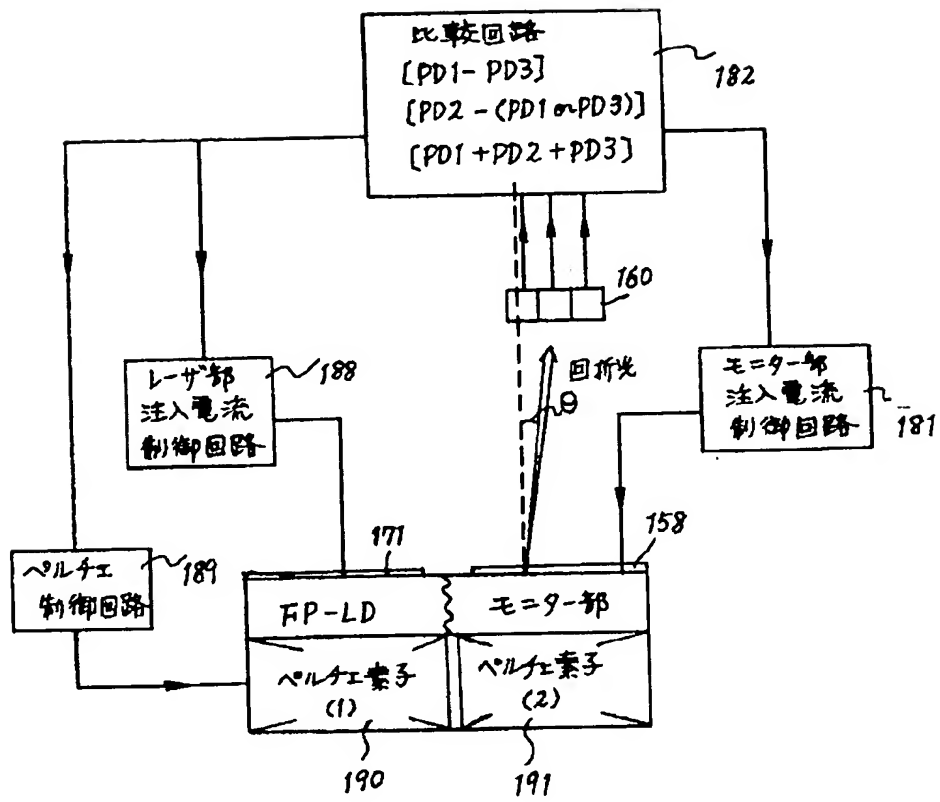 比較回路
[PD1-PD3]
[PD2-(PD1 or PD3)]
[PD1+PD2+PD3]
182
160
レーザ部
注入電流
制御回路
188
回折光
θ
モニター部
注入電流
制御回路
181
ペルチェ
制御回路
189
171
158
FP-LD
モニター部
ペルチェ素子
(1)
ペルチェ素子
(2)
190
191